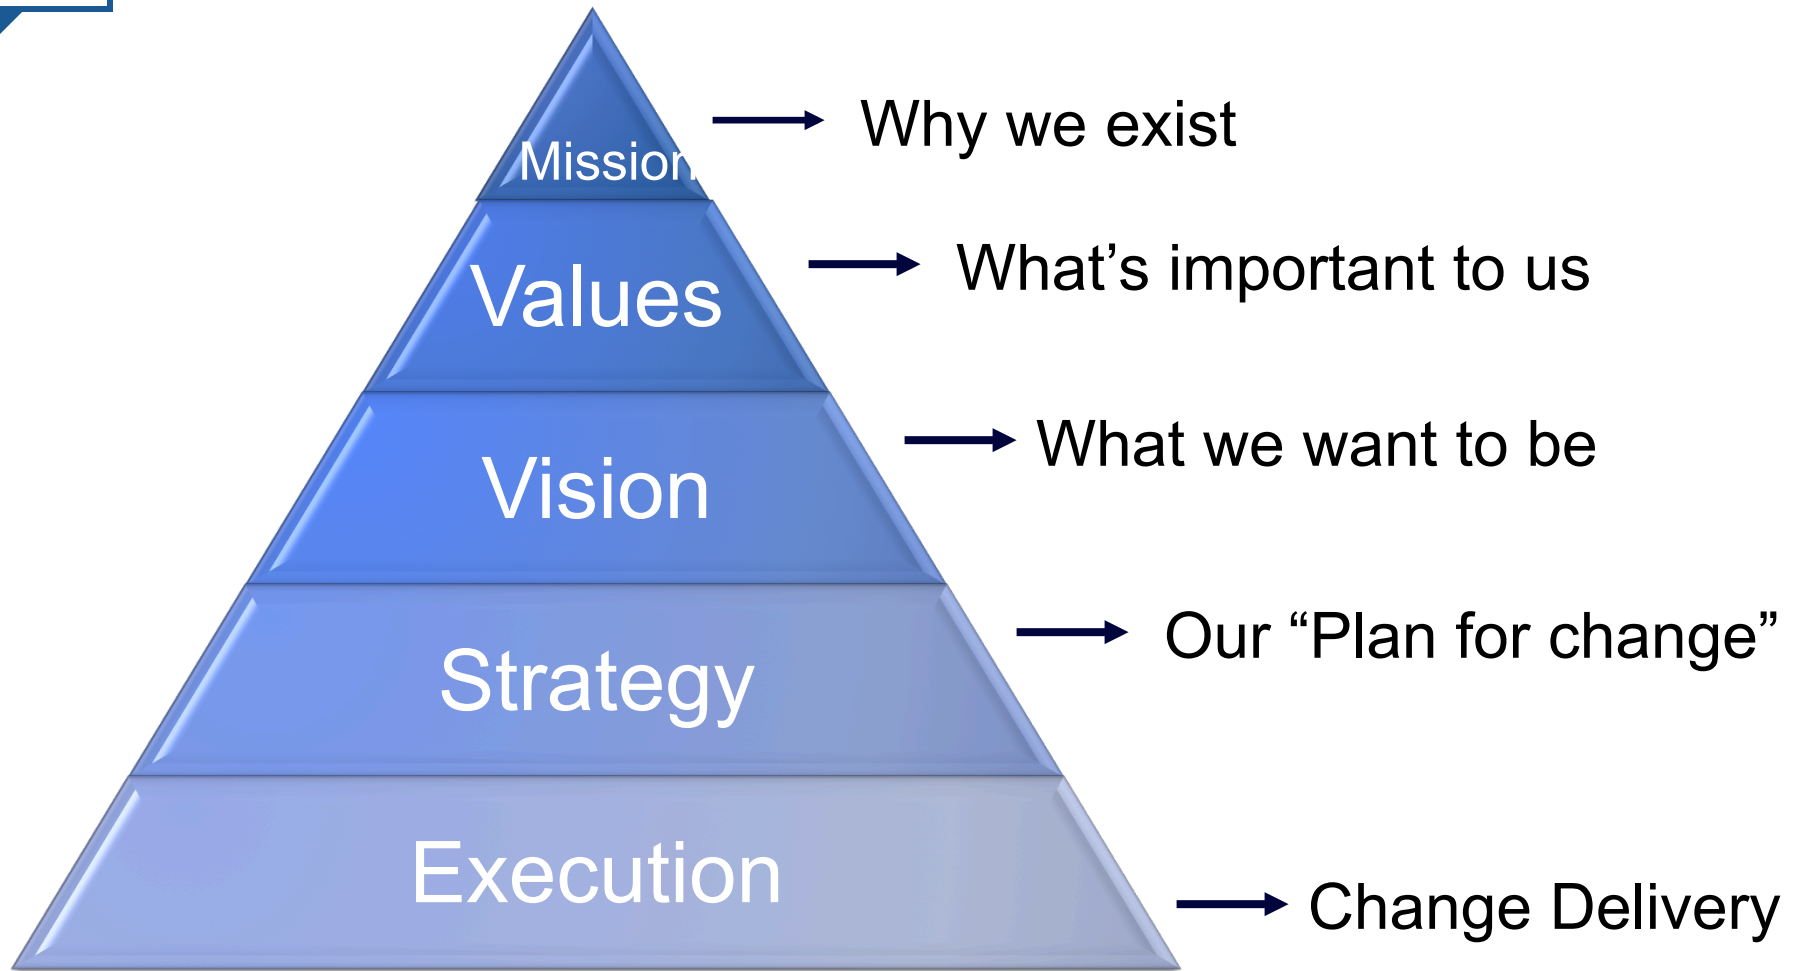 Mission
Why we exist
Values
What’s important to us
Vision
What we want to be
Strategy
Our “Plan for change”
Execution
Change Delivery